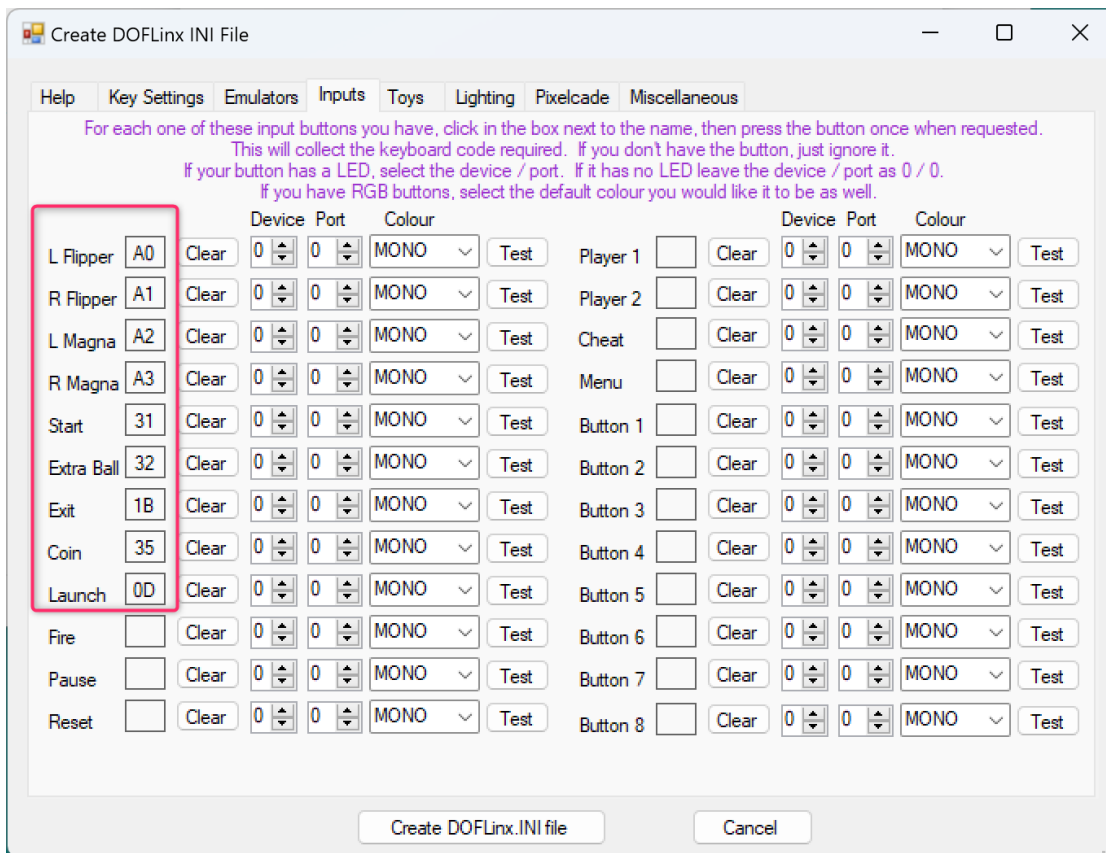 Create DOFLinx INI File
Help Key Settings Emulators Inputs Toys Lighting Pixelcade Miscellaneous
For each one of these input buttons you have, click in the box next to the name, then press the button once when requested.
This will collect the keyboard code required. If you don't have the button, just ignore it.
If your button has a LED, select the device / port. If it has no LED leave the device / port as 0 / 0.
If you have RGB buttons, select the default colour you would like it to be as well.
Device Port Colour Device Port Colour
L Flipper A0 Clear 0 0 MONO Test Player 1 Clear 0 0 MONO Test
R Flipper A1 Clear 0 0 MONO Test Player 2 Clear 0 0 MONO Test
L Magna A2 Clear 0 0 MONO Test Cheat Clear 0 0 MONO Test
R Magna A3 Clear 0 0 MONO Test Menu Clear 0 0 MONO Test
Start 31 Clear 0 0 MONO Test Button 1 Clear 0 0 MONO Test
Extra Ball 32 Clear 0 0 MONO Test Button 2 Clear 0 0 MONO Test
Exit 1B Clear 0 0 MONO Test Button 3 Clear 0 0 MONO Test
Coin 35 Clear 0 0 MONO Test Button 4 Clear 0 0 MONO Test
Launch 0D Clear 0 0 MONO Test Button 5 Clear 0 0 MONO Test
Fire Clear 0 0 MONO Test Button 6 Clear 0 0 MONO Test
Pause Clear 0 0 MONO Test Button 7 Clear 0 0 MONO Test
Reset Clear 0 0 MONO Test Button 8 Clear 0 0 MONO Test
Create DOFLinx.INI file Cancel